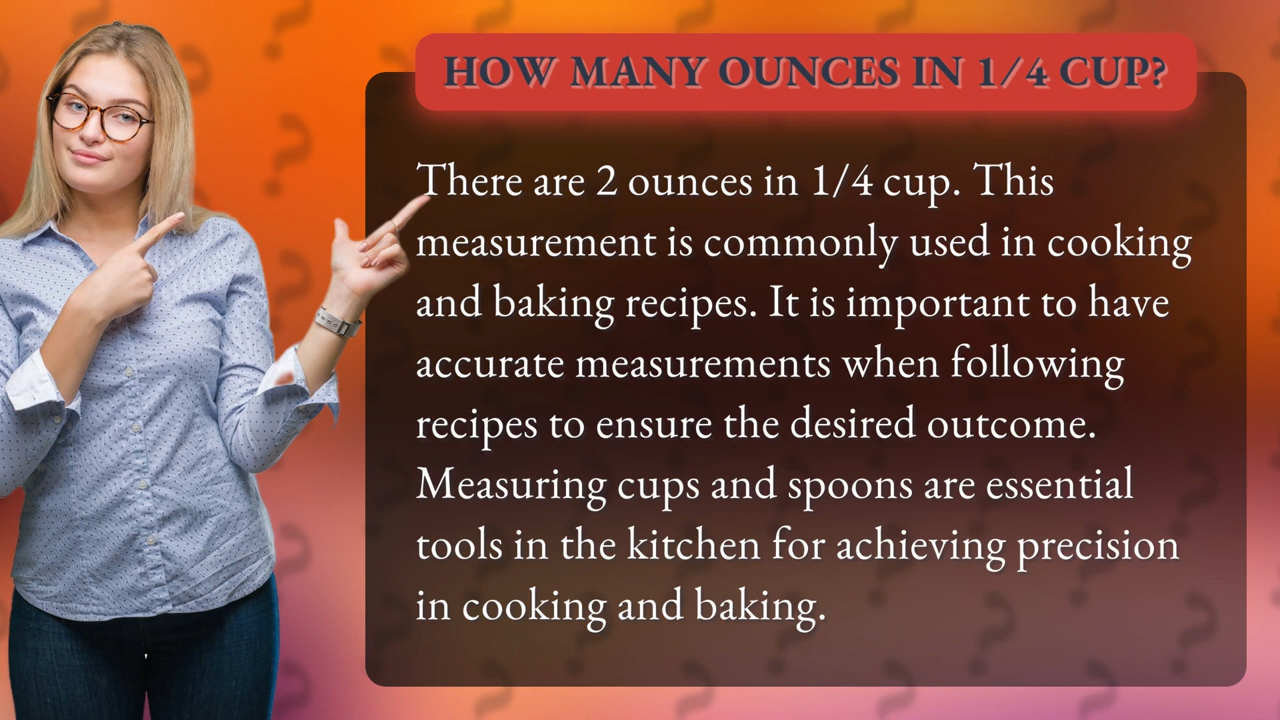 HOW MANY OUNCES IN 1/4 CUP?
There are 2 ounces in 1/4 cup. This
measurement is commonly used in cooking
and baking recipes. It is important to have
accurate measurements when following
recipes to ensure the desired outcome.
Measuring cups and spoons are essential
tools in the kitchen for achieving precision
in cooking and baking.